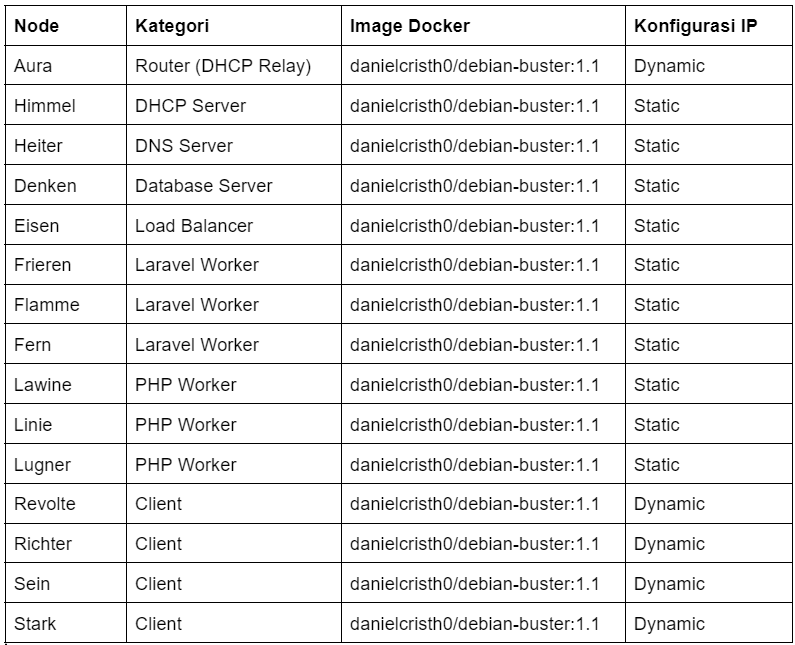 Node Kategori Image Docker Konfigurasi IP
Aura Router (DHCP Relay) danielcristh0/debian-buster:1.1 Dynamic
Himmel DHCP Server danielcristh0/debian-buster:1.1 Static
Heiter DNS Server danielcristh0/debian-buster:1.1 Static
Denken Database Server danielcristh0/debian-buster:1.1 Static
Eisen Load Balancer danielcristh0/debian-buster:1.1 Static
Frieren Laravel Worker danielcristh0/debian-buster:1.1 Static
Flamme Laravel Worker danielcristh0/debian-buster:1.1 Static
Fern Laravel Worker danielcristh0/debian-buster:1.1 Static
Lawine PHP Worker danielcristh0/debian-buster:1.1 Static
Linie PHP Worker danielcristh0/debian-buster:1.1 Static
Lugner PHP Worker danielcristh0/debian-buster:1.1 Static
Revolte Client danielcristh0/debian-buster:1.1 Dynamic
Richter Client danielcristh0/debian-buster:1.1 Dynamic
Sein Client danielcristh0/debian-buster:1.1 Dynamic
Stark Client danielcristh0/debian-buster:1.1 Dynamic